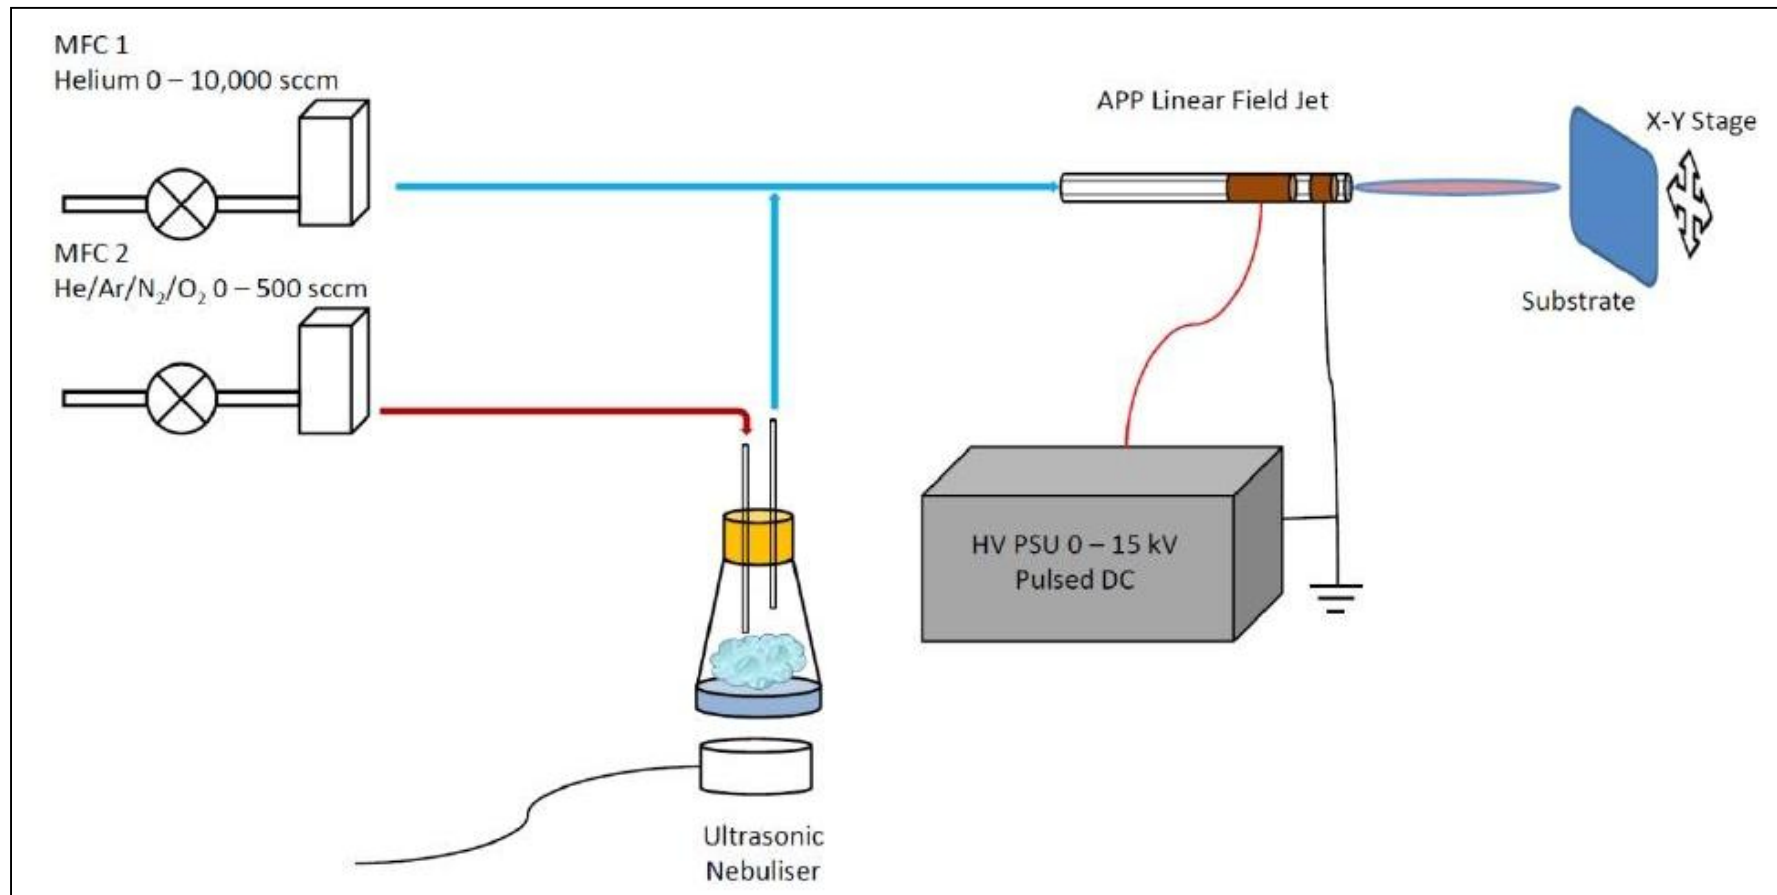 MFC 1
Helium 0 – 10,000 sccm
MFC 2
He/Ar/N₂/O₂ 0 – 500 sccm
APP Linear Field Jet
X-Y Stage
Substrate
HV PSU 0 – 15 kV
Pulsed DC
Ultrasonic
Nebuliser